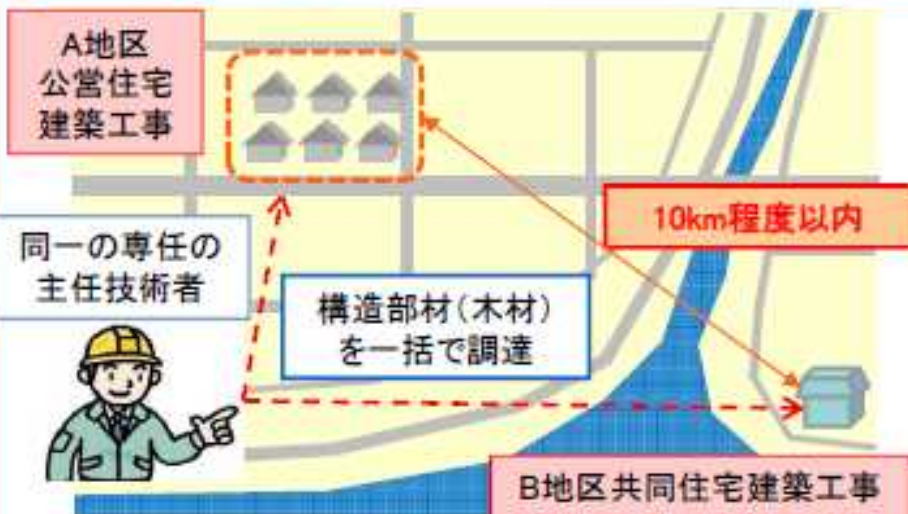 A地区
公営住宅
建築工事
10km程度以内
同一の専任の
主任技術者
構造部材(木材)
を一括で調達
B地区共同住宅建築工事